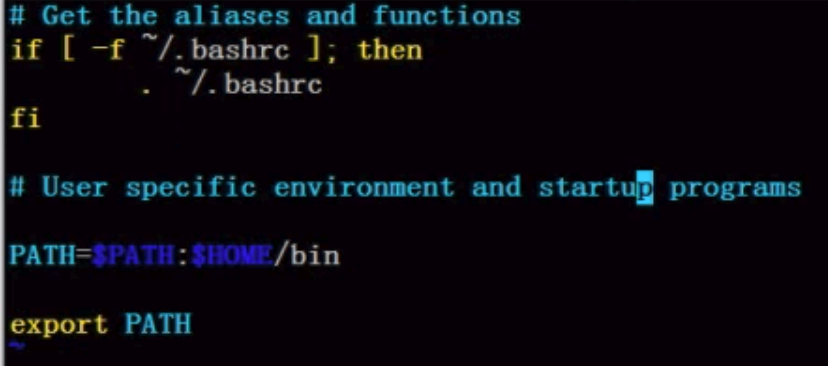 # Get the aliases and functions
if [ -f ~/.bashrc ]; then
        . ~/.bashrc
fi
# User specific environment and startup programs
PATH=$PATH:$HOME/bin
export PATH
~